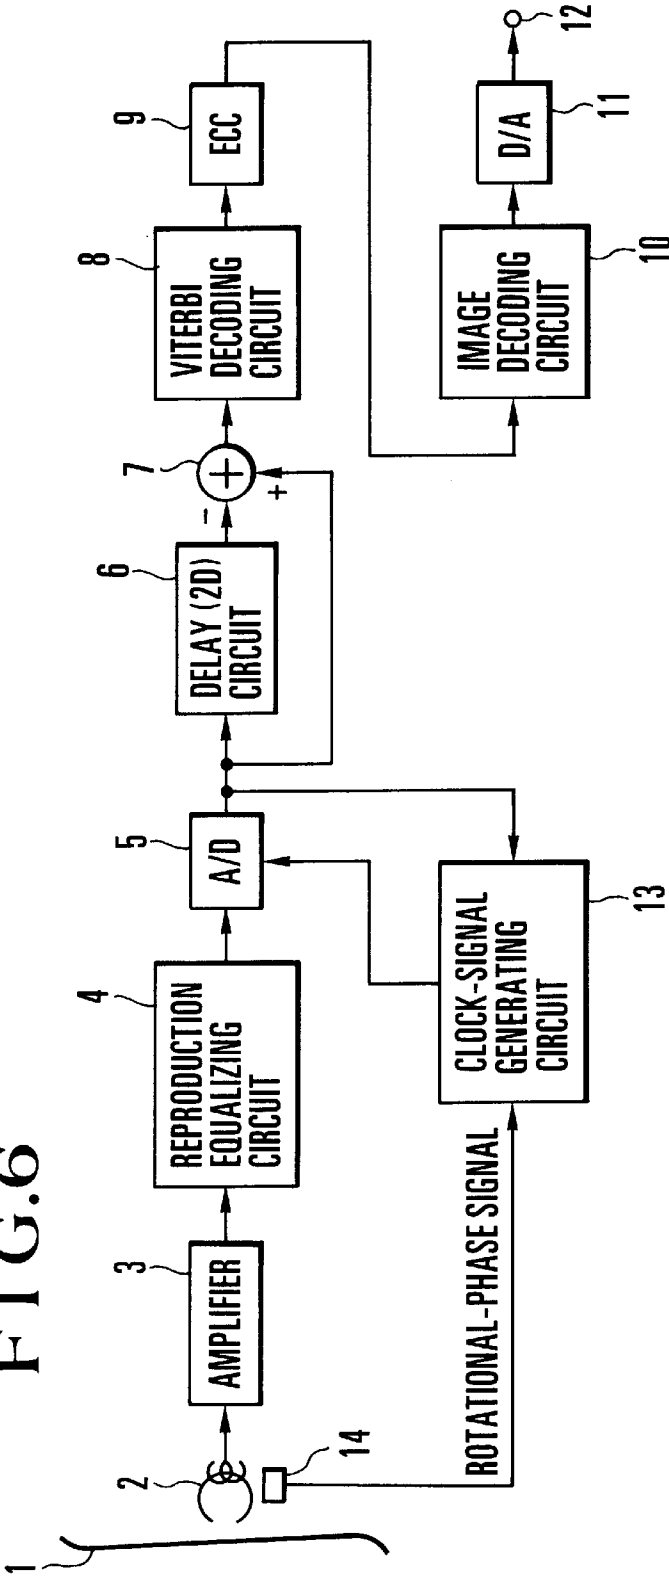 FIG.6
1
2
3
4
5
6
7
8
9
AMPLIFIER
REPRODUCTION
EQUALIZING
CIRCUIT
A/D
DELAY (2D)
CIRCUIT
−
+
+
VITERBI
DECODING
CIRCUIT
ECC
14
ROTATIONAL-PHASE SIGNAL
CLOCK-SIGNAL
GENERATING
CIRCUIT
13
IMAGE
DECODING
CIRCUIT
10
D/A
11
12